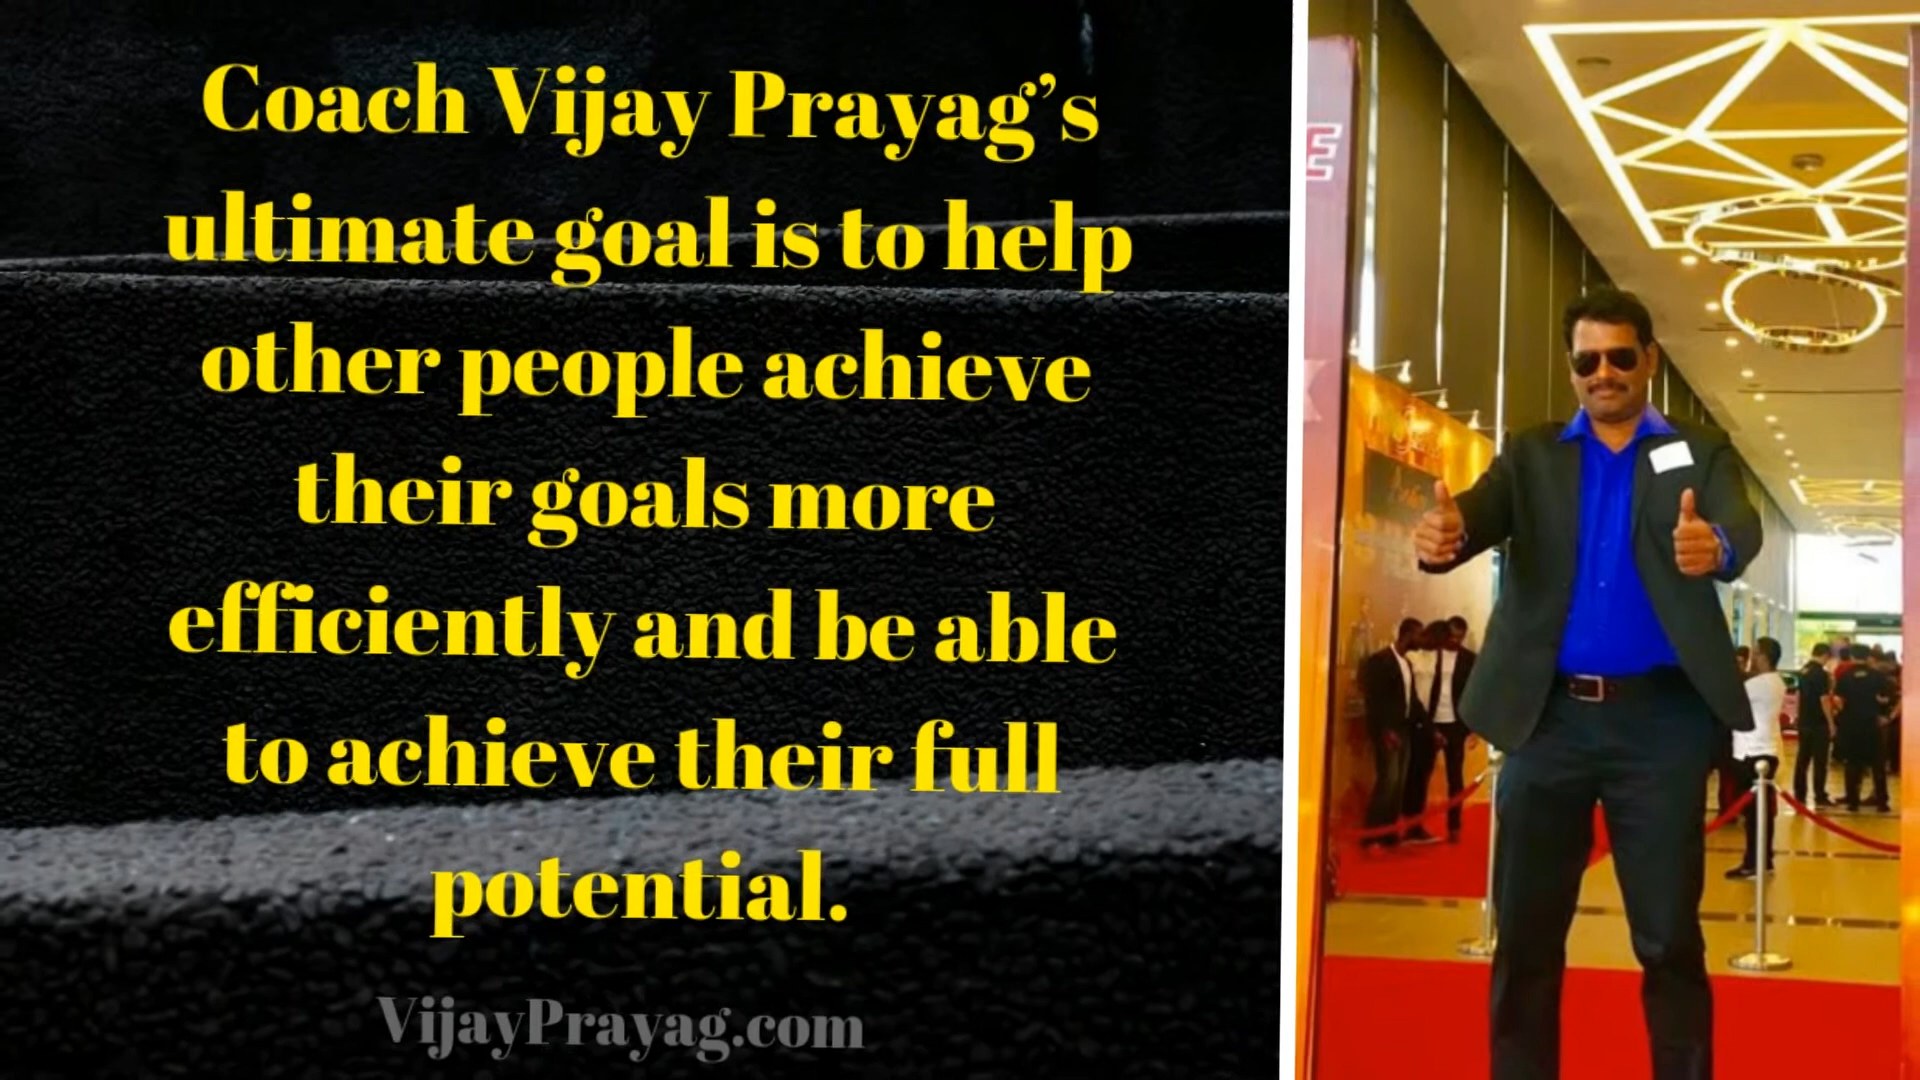 Coach Vijay Prayag’s
ultimate goal is to help
other people achieve
their goals more
efficiently and be able
to achieve their full
potential.
VijayPrayag.com
E